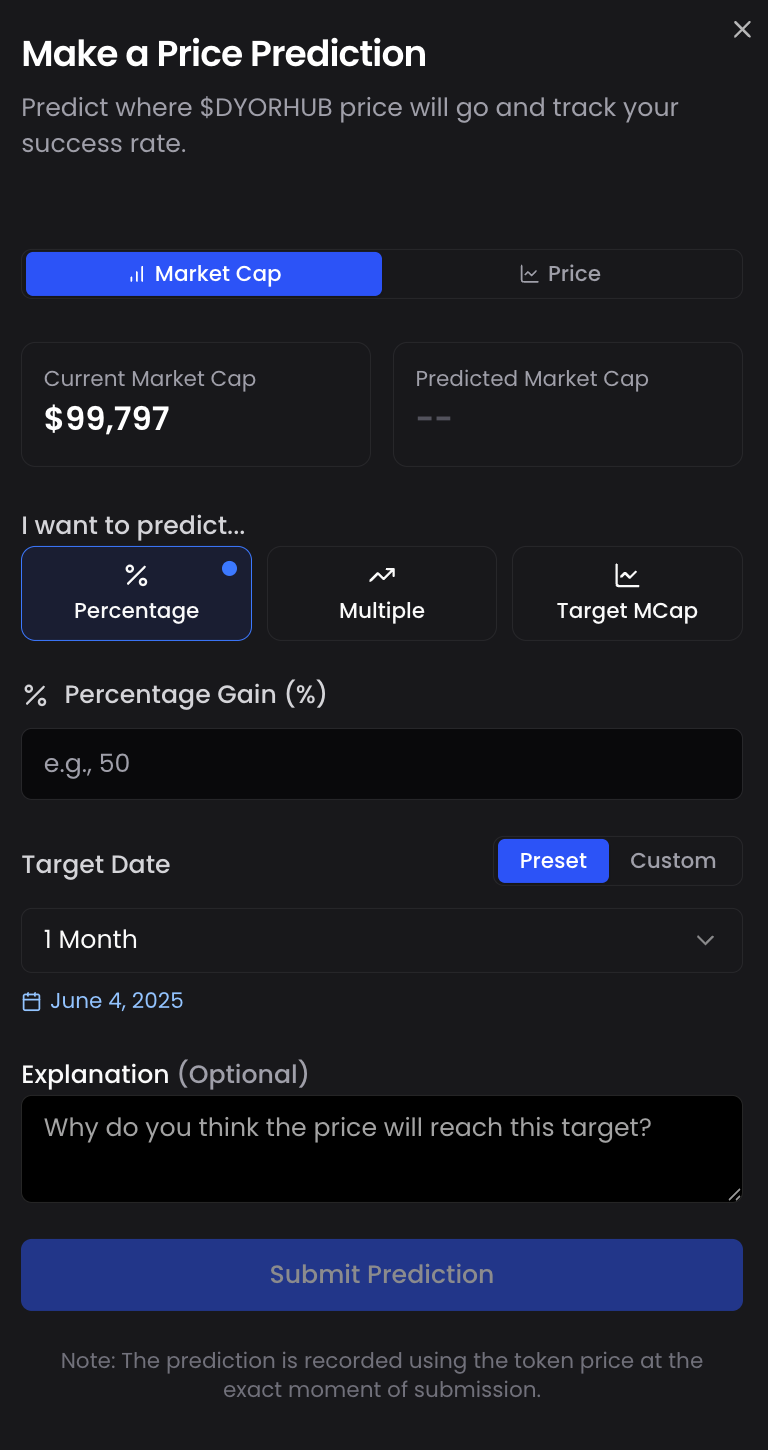 Make a Price Prediction
Predict where $DYORHUB price will go and track your
success rate.
Market Cap
Price
Current Market Cap
$99,797
Predicted Market Cap
--
I want to predict...
Percentage
Multiple
Target MCap
Percentage Gain (%)
e.g., 50
Target Date
Preset
Custom
1 Month
June 4, 2025
Explanation (Optional)
Why do you think the price will reach this target?
Submit Prediction
Note: The prediction is recorded using the token price at the
exact moment of submission.